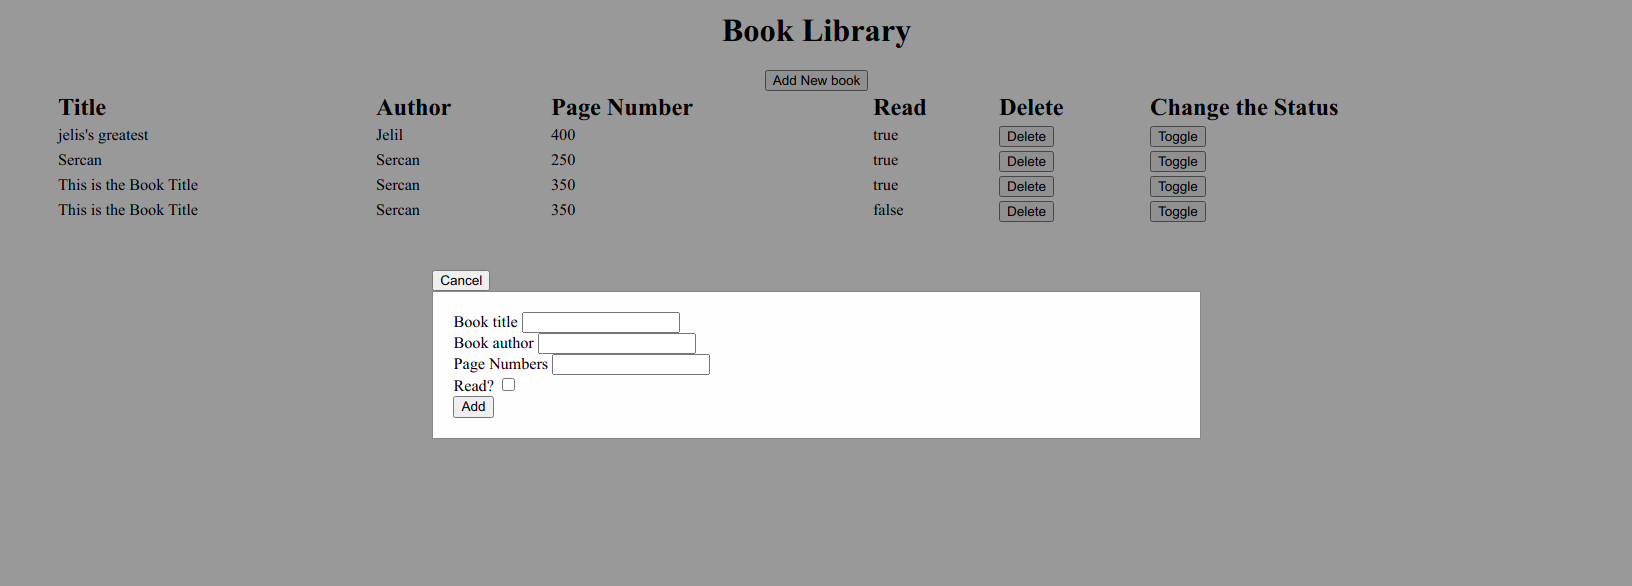 Book Library
Add New book
Title Author Page Number Read Delete Change the Status
jelis's greatest Jelil 400 true Delete Toggle
Sercan Sercan 250 true Delete Toggle
This is the Book Title Sercan 350 true Delete Toggle
This is the Book Title Sercan 350 false Delete Toggle
Cancel
Book title
Book author
Page Numbers
Read?
Add